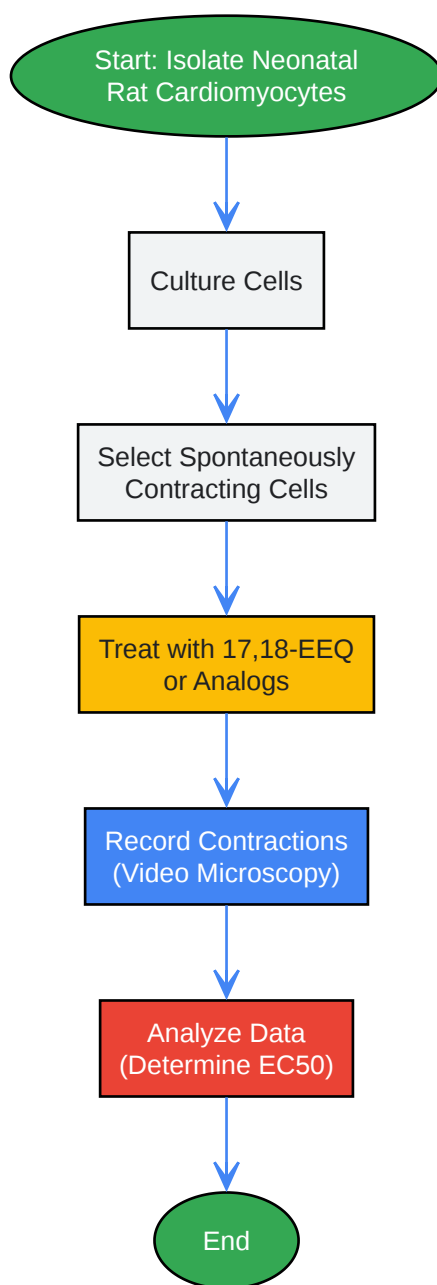 Start: Isolate Neonatal
Rat Cardiomyocytes
Culture Cells
Select Spontaneously
Contracting Cells
Treat with 17,18-EEQ
or Analogs
Record Contractions
(Video Microscopy)
Analyze Data
(Determine EC50)
End